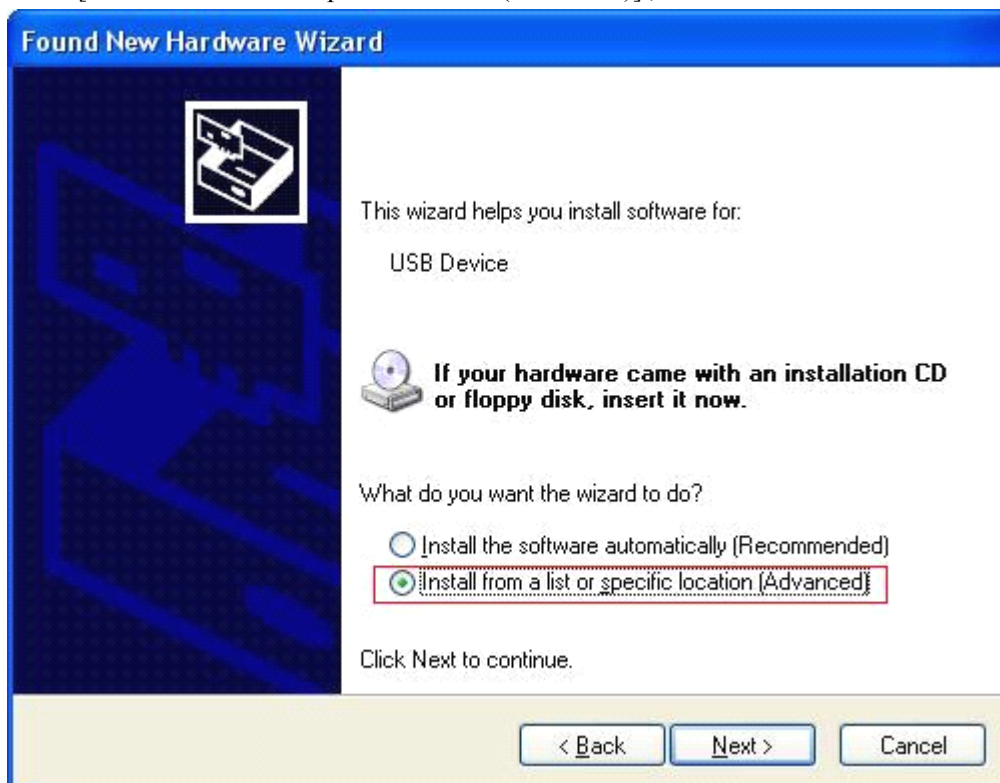 Found New Hardware Wizard
This wizard helps you install software for:
USB Device
If your hardware came with an installation CD
or floppy disk, insert it now.
What do you want the wizard to do?
Install the software automatically (Recommended)
Install from a list or specific location (Advanced)
Click Next to continue.
< Back
Next >
Cancel